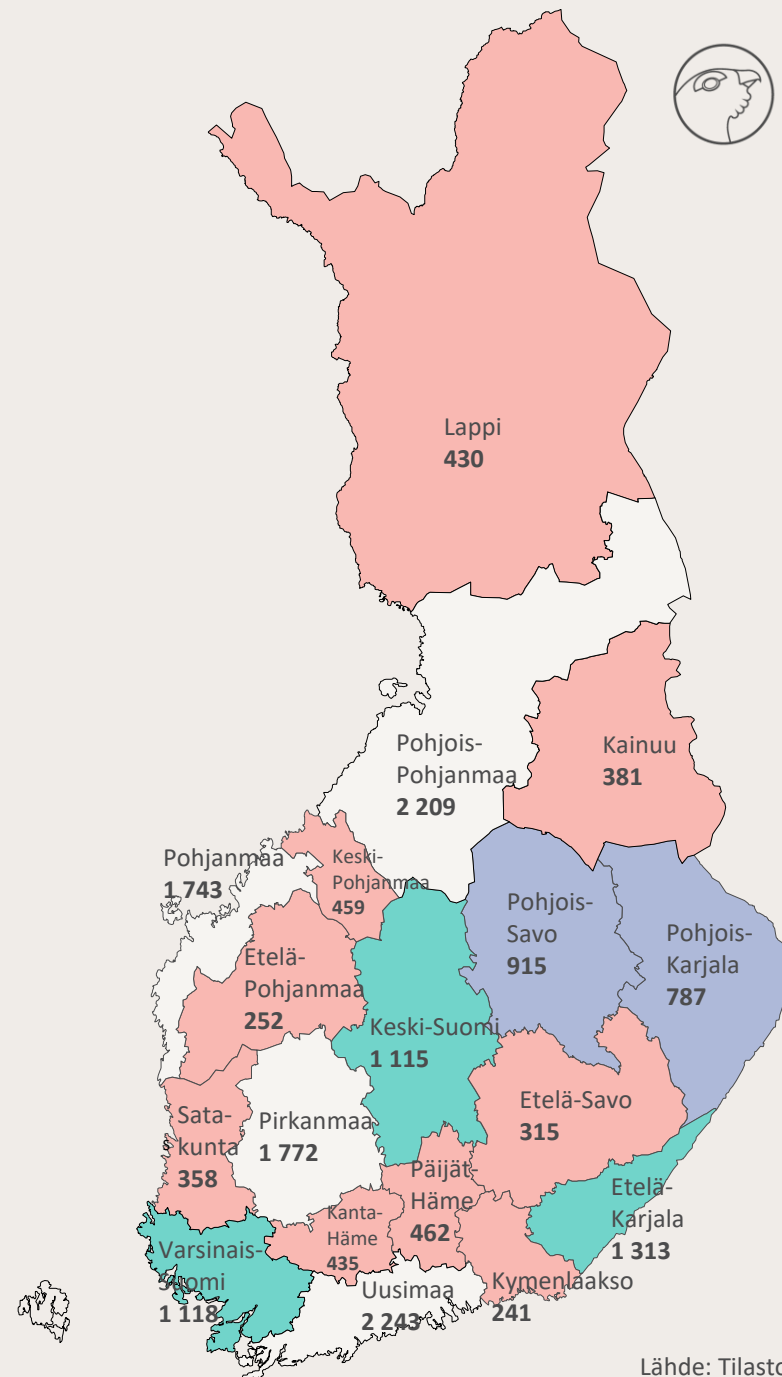 Lappi
430
Pohjois-
Pohjanmaa
2 209
Kainuu
381
Pohjanmaa
1 743
Keski-
Pohjanmaa
459
Pohjois-
Savo
915
Pohjois-
Karjala
787
Etelä-
Pohjanmaa
252
Keski-Suomi
1 115
Etelä-Savo
315
Sata-
kunta
358
Pirkanmaa
1 772
Päijät-
Häme
462
Etelä-
Karjala
1 313
Kanta-
Häme
435
Varsinais-
Suomi
1 118
Uusimaa
2 243
Kymenlaakso
241
Lähde: Tilasto